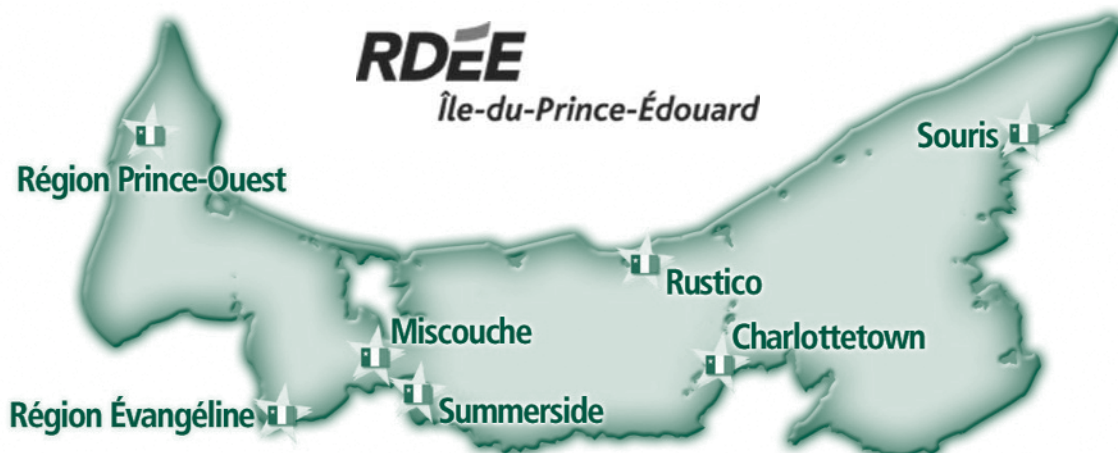 RDÉE
Île-du-Prince-Édouard
Souris
Région Prince-Ouest
Rustico
Miscouche
Charlottetown
Région Évangéline
Summerside